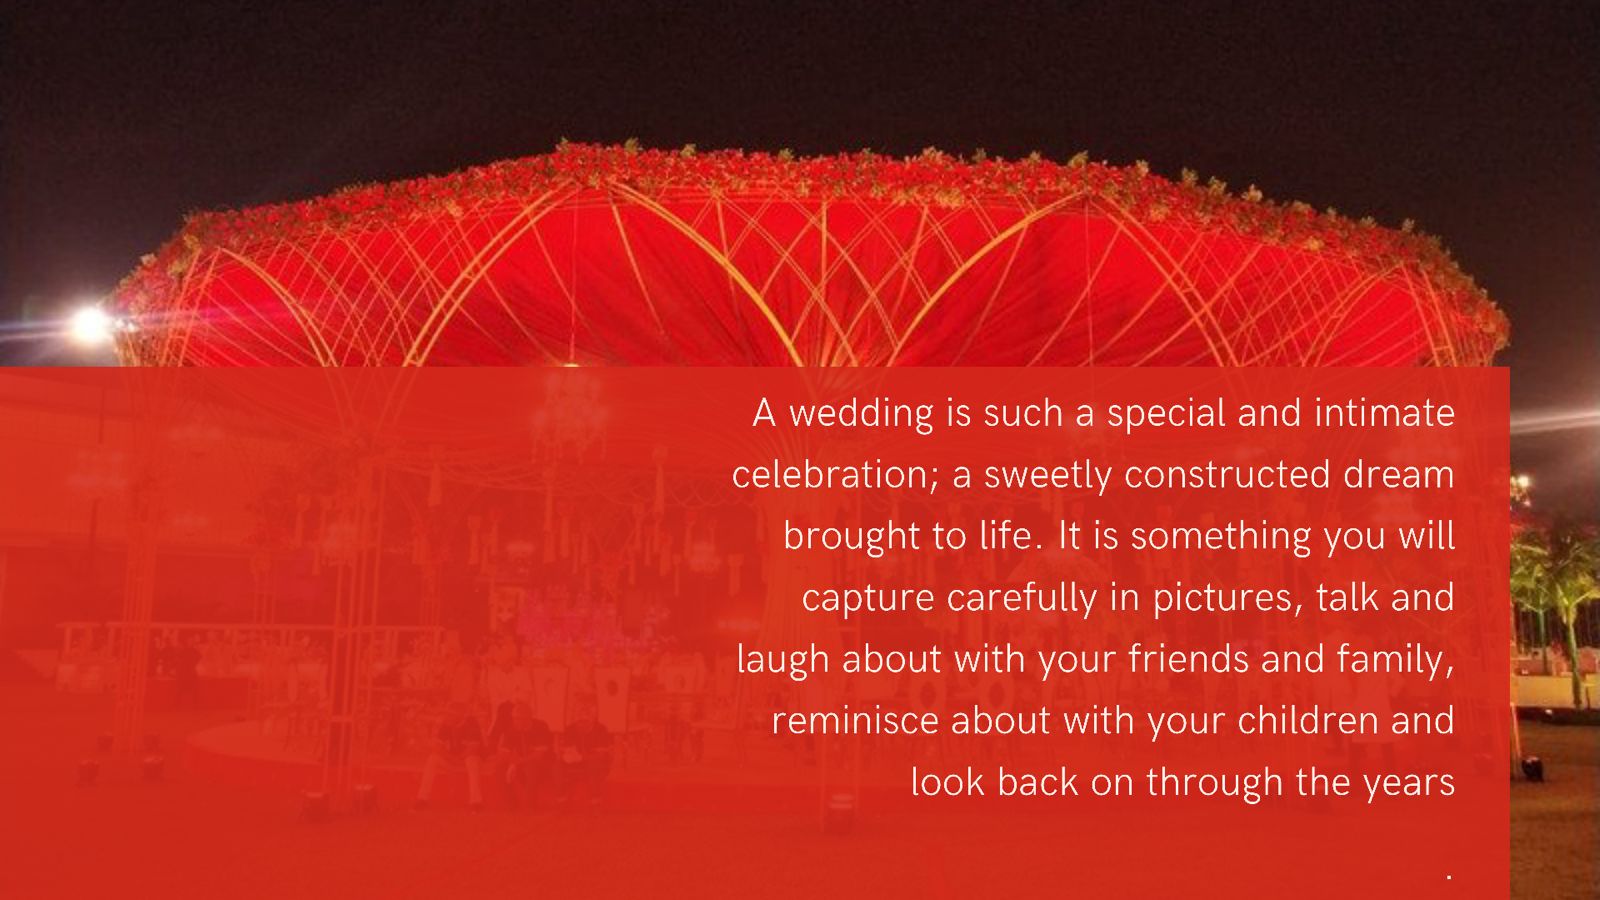 A wedding is such a special and intimate
celebration; a sweetly constructed dream
brought to life. It is something you will
capture carefully in pictures, talk and
laugh about with your friends and family,
reminisce about with your children and
look back on through the years
.